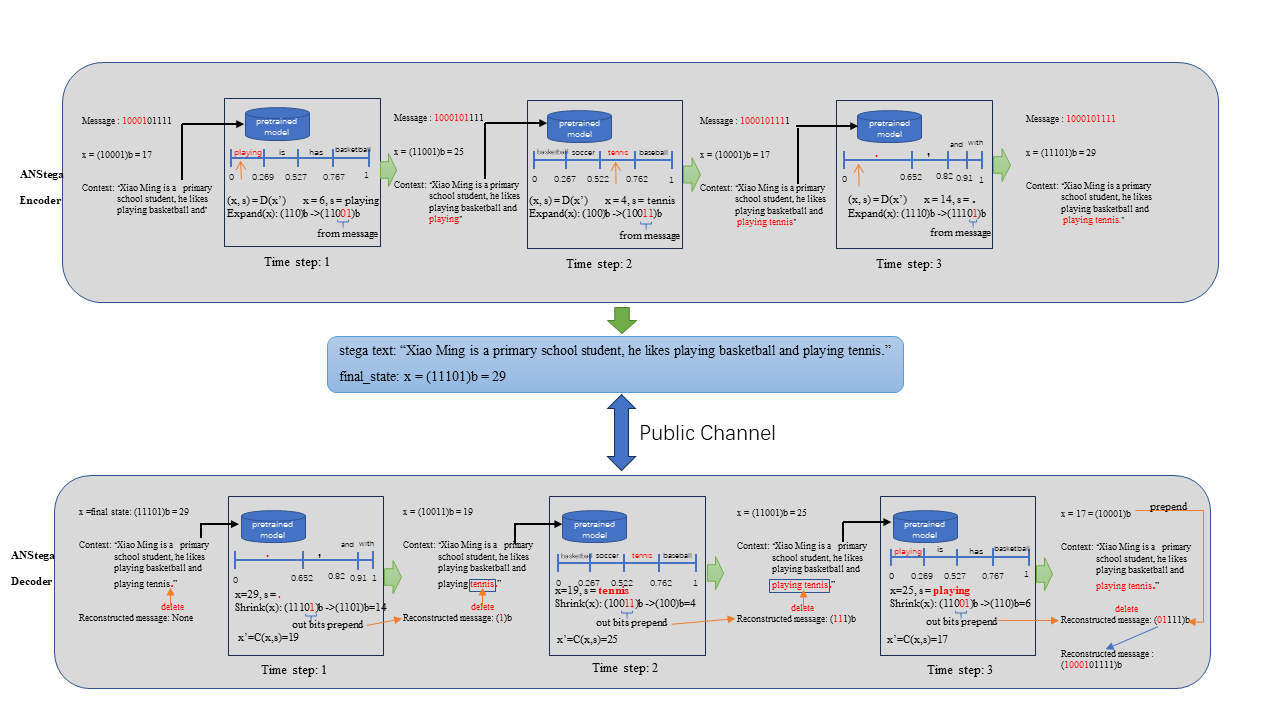 ANStega
Encoder
Message : 1000101111
x = (10001)b = 17
Context: “Xiao Ming is a primary
school student, he likes
playing basketball and“
pretrained
model
playing is has basketball
0 0.269 0.527 0.767 1
(x, s) = D(x’) x = 6, s = playing
Expand(x): (110)b ->(11001)b
from message
Time step: 1
Message : 1000101111
x = (11001)b = 25
Context: “Xiao Ming is a primary
school student, he likes
playing basketball and
playing“
pretrained
model
basketball soccer tennis baseball
0 0.267 0.522 0.762 1
(x, s) = D(x’) x = 4, s = tennis
Expand(x): (100)b ->(10011)b
from message
Time step: 2
Message : 1000101111
x = (10001)b = 17
Context: “Xiao Ming is a primary
school student, he likes
playing basketball and
playing tennis“
pretrained
model
. , and with
0 0.652 0.82 0.91 1
(x, s) = D(x’) x = 14, s = .
Expand(x): (1110)b ->(11101)b
from message
Time step: 3
Message : 1000101111
x = (11101)b = 29
Context: “Xiao Ming is a primary
school student, he likes
playing basketball and
playing tennis.“
stega text: “Xiao Ming is a primary school student, he likes playing basketball and playing tennis.”
final_state: x = (11101)b = 29
Public Channel
ANStega
Decoder
x =final state: (11101)b = 29
Context: “Xiao Ming is a primary
school student, he likes
playing basketball and
playing tennis.”
delete
Reconstructed message: None
pretrained
model
. , and with
0 0.652 0.82 0.91 1
x=29, s = .
Shrink(x): (11101)b ->(1101)=14
out bits prepend
x’=C(x,s)=19
Time step: 1
x = (10011)b = 19
Context: “Xiao Ming is a primary
school student, he likes
playing basketball and
playing tennis.”
delete
Reconstructed message: (1)b
pretrained
model
basketball soccer tennis baseball
0 0.267 0.522 0.762 1
x=19, s = tennis
Shrink(x): (10011)b ->(100)b=4
out bits prepend
x’=C(x,s)=25
Time step: 2
x = (11001)b = 25
Context: “Xiao Ming is a primary
school student, he likes
playing basketball and
playing tennis.”
delete
Reconstructed message: (111)b
pretrained
model
playing is has basketball
0 0.269 0.527 0.767 1
x=25, s = playing
Shrink(x): (11001)b ->(110)b=6
out bits prepend
x’=C(x,s)=17
Time step: 3
x = 17 = (10001)b
prepend
Context: “Xiao Ming is a primary
school student, he likes
playing basketball and
playing tennis.”
delete
Reconstructed message: (01111)b
Reconstructed message :
(1000101111)b